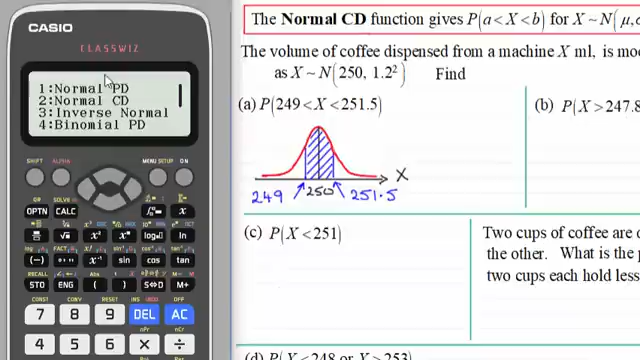 CASIO
CLASSWIZ
1:Normal PD
2:Normal CD
3:Inverse Normal
4:Binomial PD
SHIFT ALPHA MENU SETUP ON
OPTN CALC
sin cos tan
STO ENG ( ) S⇔D M+
7 8 9 DEL AC
4 5 6 × ÷
The Normal CD function gives P(a < X < b) for X ~ N(μ,
The volume of coffee dispensed from a machine X ml, is mo
as X ~ N(250, 1.2²) Find
(a) P(249 < X < 251.5)
(b) P(X > 247.8
249 250 251.5 X
(c) P(X < 251)
Two cups of coffee are d
the other. What is the p
two cups each hold less
(d) P(X < 248 or X > 253)